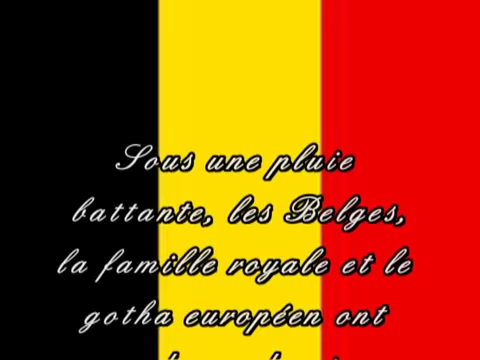 Sous une pluie
battante, les Belges,
la famille royale et le
gotha européen ont